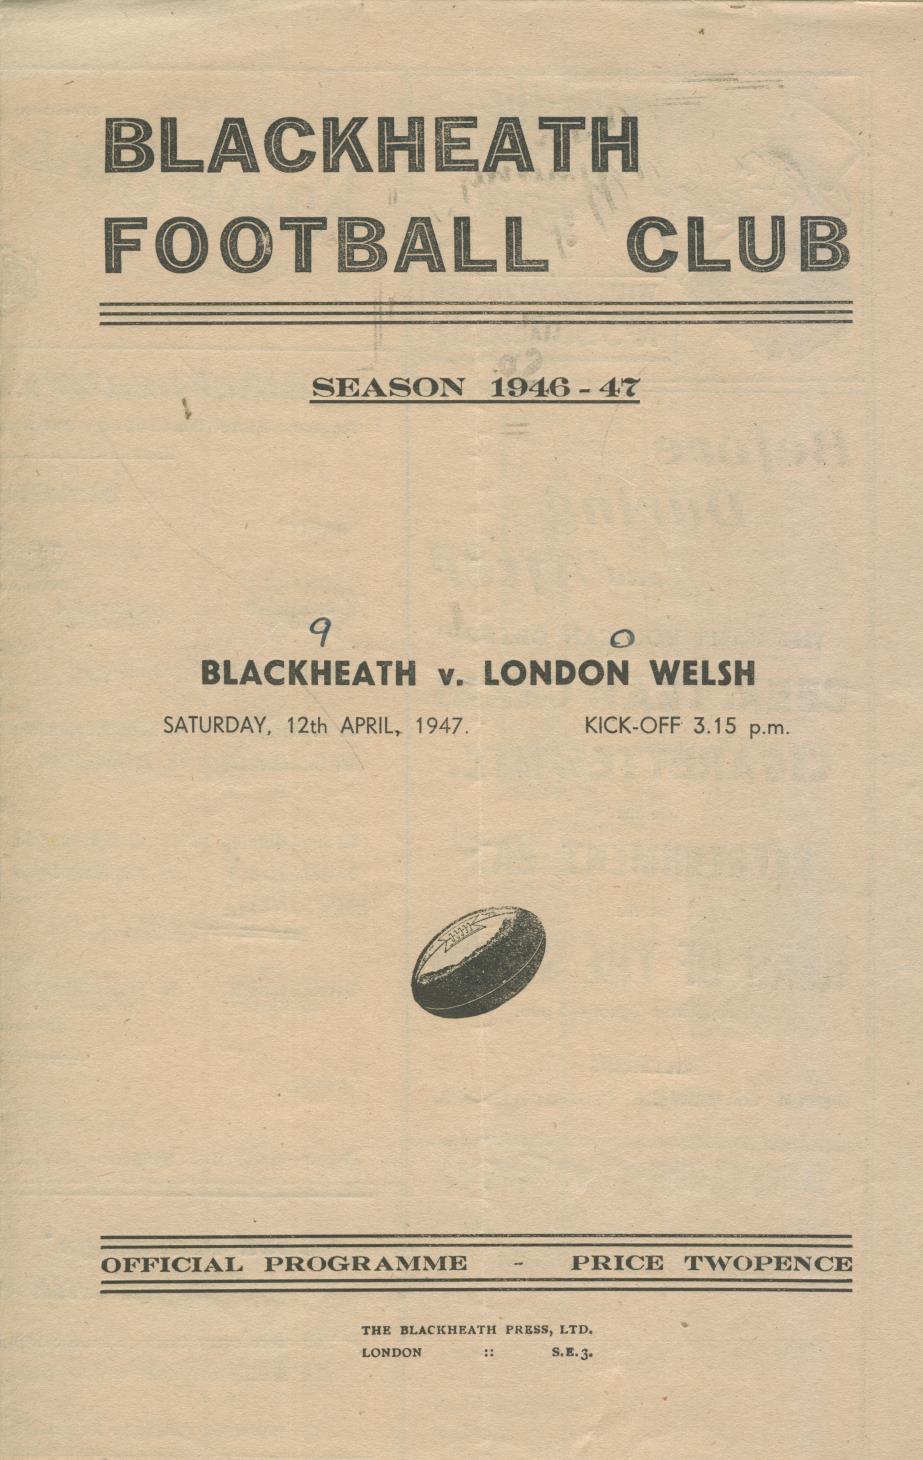 BLACKHEATH
FOOTBALL CLUB
SEASON 1946-47
9 0
BLACKHEATH v. LONDON WELSH
SATURDAY, 12th APRIL, 1947. KICK-OFF 3.15 p.m.
OFFICIAL PROGRAMME - PRICE TWOPENCE
THE BLACKHEATH PRESS, LTD.
LONDON :: S.E.3.